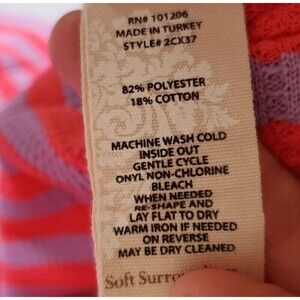 RN# 101206
MADE IN TURKEY
STYLE# 2CX37
82% POLYESTER
18% COTTON
MACHINE WASH COLD
INSIDE OUT
GENTLE CYCLE
ONYL NON-CHLORINE
BLEACH
WHEN NEEDED
RE-SHAPE AND
LAY FLAT TO DRY
WARM IRON IF NEEDED
ON REVERSE
MAY BE DRY CLEANED
Soft